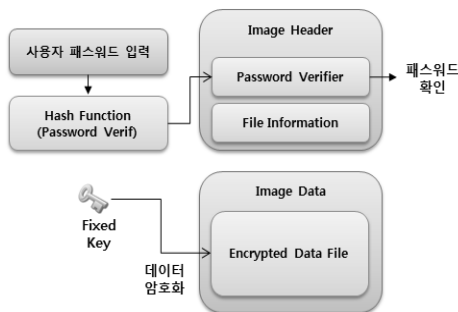 사용자 패스워드 입력
Hash Function
(Password Verif)
Image Header
Password Verifier
File Information
패스워드
확인
Fixed
Key
데이터
암호화
Image Data
Encrypted Data File